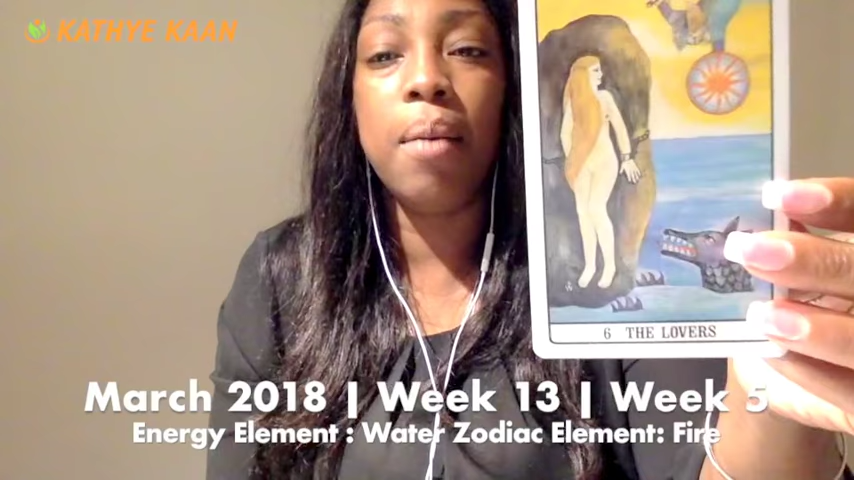 KATHYE KAAN
6 THE LOVERS
March 2018 | Week 13 | Week 5
Energy Element : Water Zodiac Element: Fire